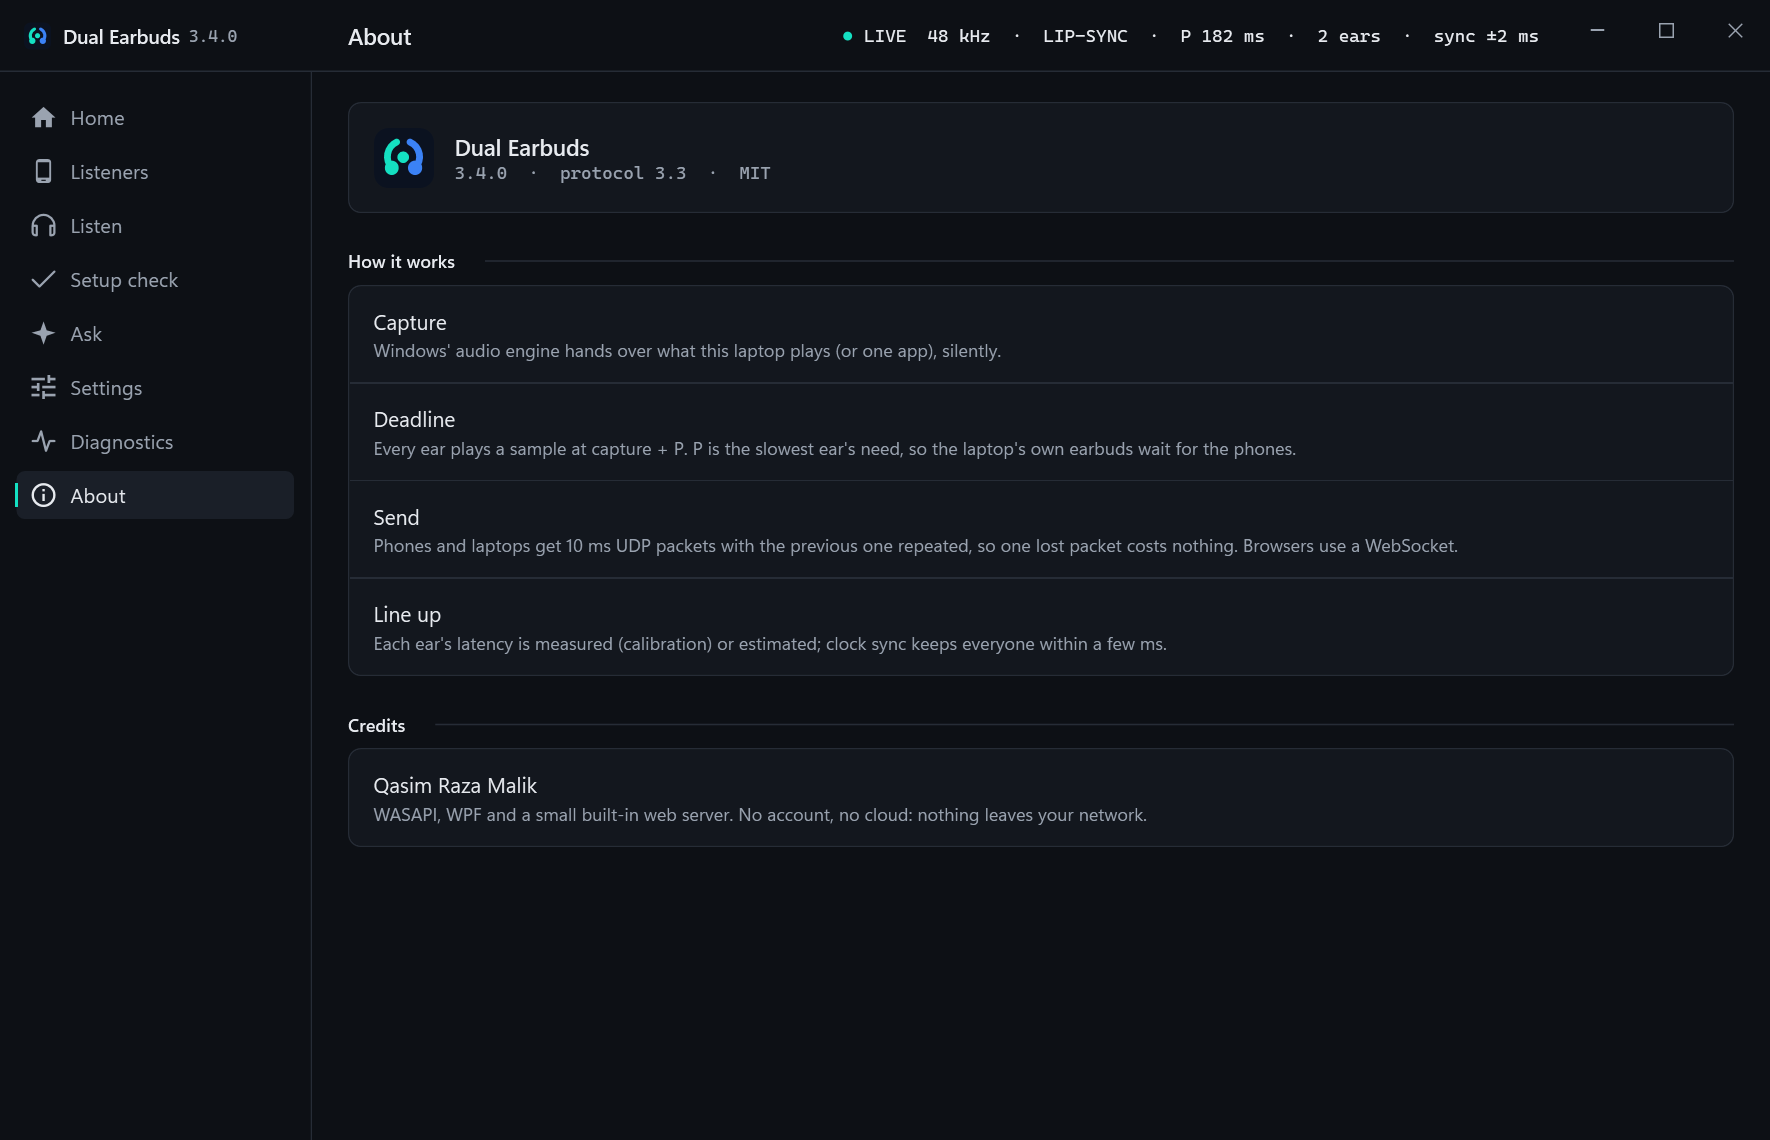 Dual Earbuds 3.4.0
About
LIVE 48 kHz · LIP-SYNC · P 182 ms · 2 ears · sync ±2 ms
Home
Listeners
Listen
Setup check
Ask
Settings
Diagnostics
About
Dual Earbuds
3.4.0 · protocol 3.3 · MIT
How it works
Capture
Windows' audio engine hands over what this laptop plays (or one app), silently.
Deadline
Every ear plays a sample at capture + P. P is the slowest ear's need, so the laptop's own earbuds wait for the phones.
Send
Phones and laptops get 10 ms UDP packets with the previous one repeated, so one lost packet costs nothing. Browsers use a WebSocket.
Line up
Each ear's latency is measured (calibration) or estimated; clock sync keeps everyone within a few ms.
Credits
Qasim Raza Malik
WASAPI, WPF and a small built-in web server. No account, no cloud: nothing leaves your network.